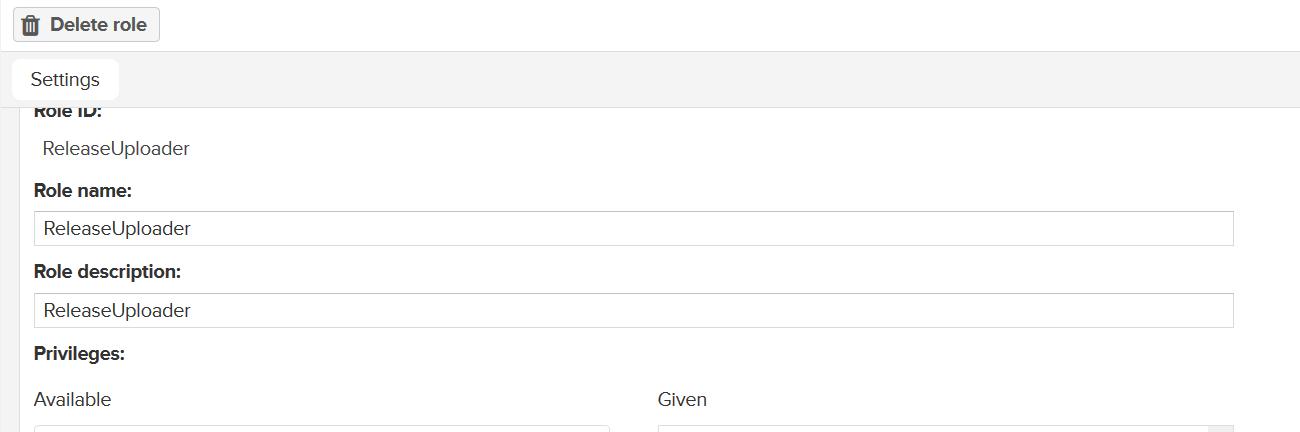 Delete role
Settings
Role ID:
ReleaseUploader
Role name:
ReleaseUploader
Role description:
ReleaseUploader
Privileges:
Available
Given